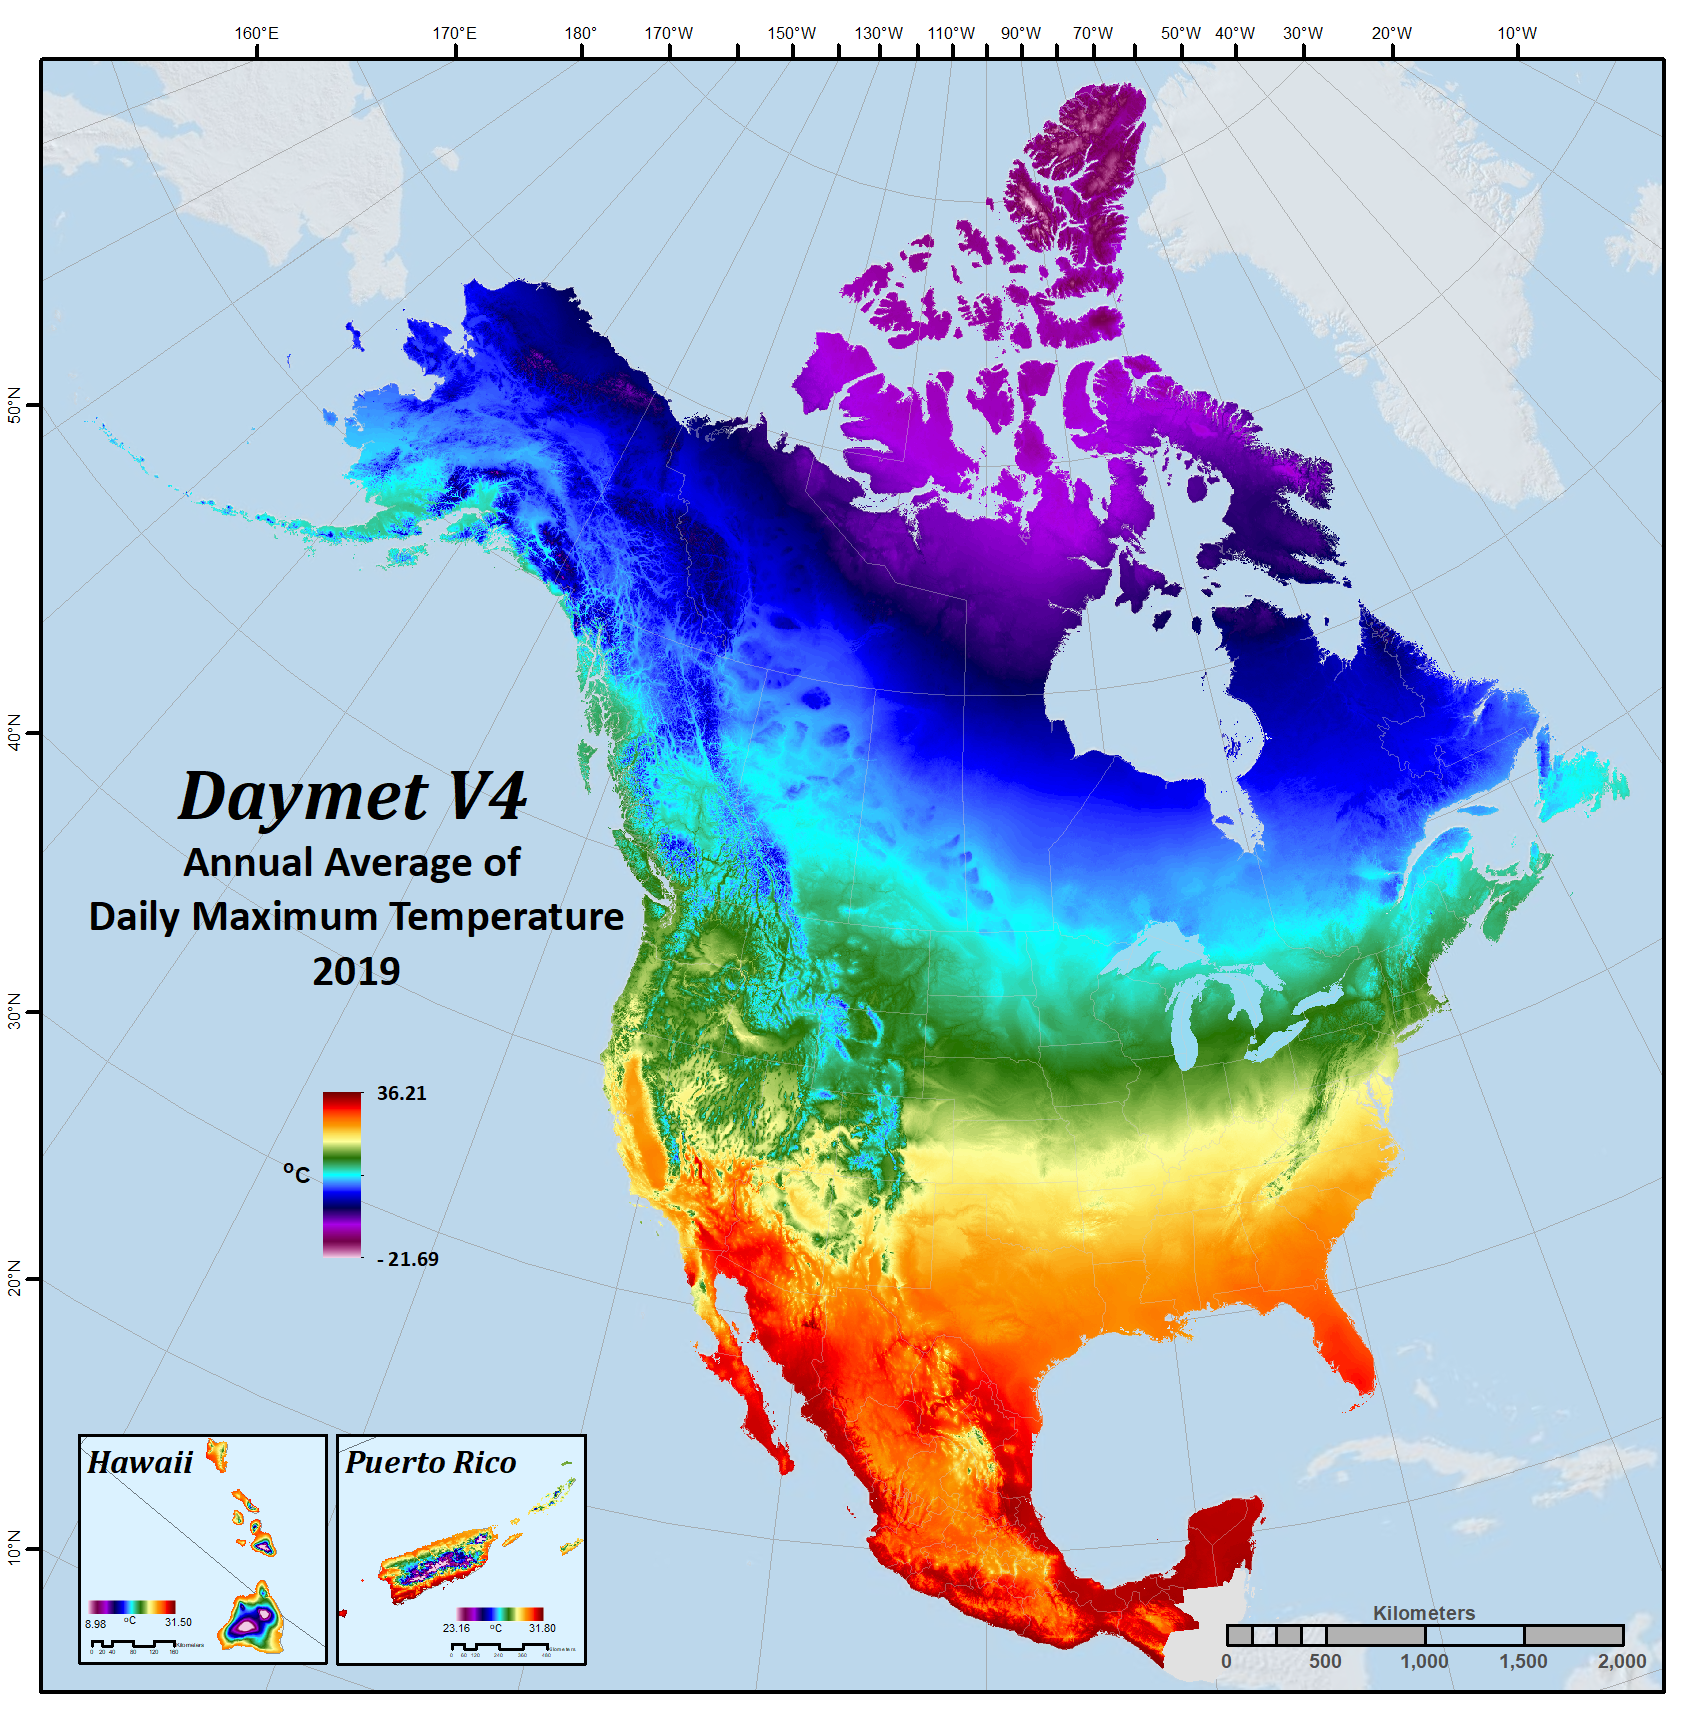 160°E 170°E 180° 170°W 150°W 130°W 110°W 90°W 70°W 50°W 40°W 30°W 20°W 10°W
50°N
40°N
30°N
20°N
10°N
Daymet V4
Annual Average of
Daily Maximum Temperature
2019
36.21
°C
- 21.69
Hawaii
8.98 °C 31.50
Kilometers
0 20 40 80 120 160
Puerto Rico
23.16 °C 31.80
Kilometers
0 60 120 240 360 480
Kilometers
0 500 1,000 1,500 2,000